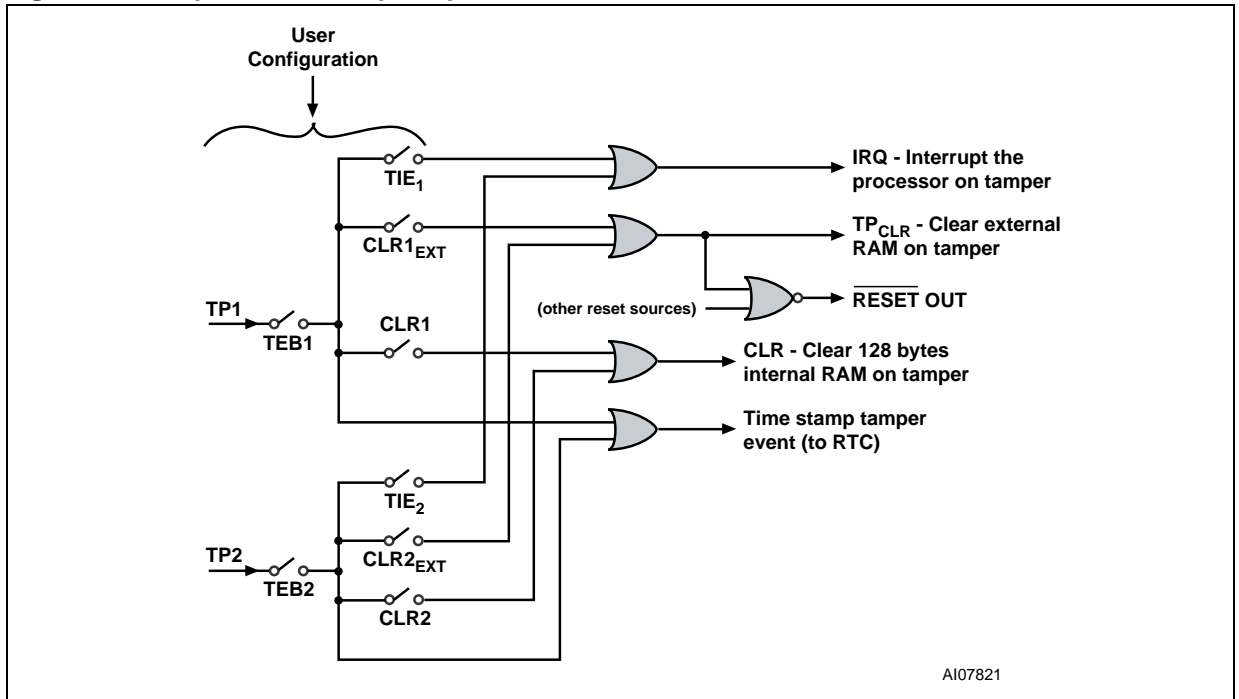 User
Configuration
TIE1
IRQ - Interrupt the
processor on tamper
CLR1EXT
TPCLR - Clear external
RAM on tamper
(other reset sources)
RESET OUT
TP1
TEB1
CLR1
CLR - Clear 128 bytes
internal RAM on tamper
Time stamp tamper
event (to RTC)
TIE2
CLR2EXT
TP2
TEB2
CLR2
AI07821